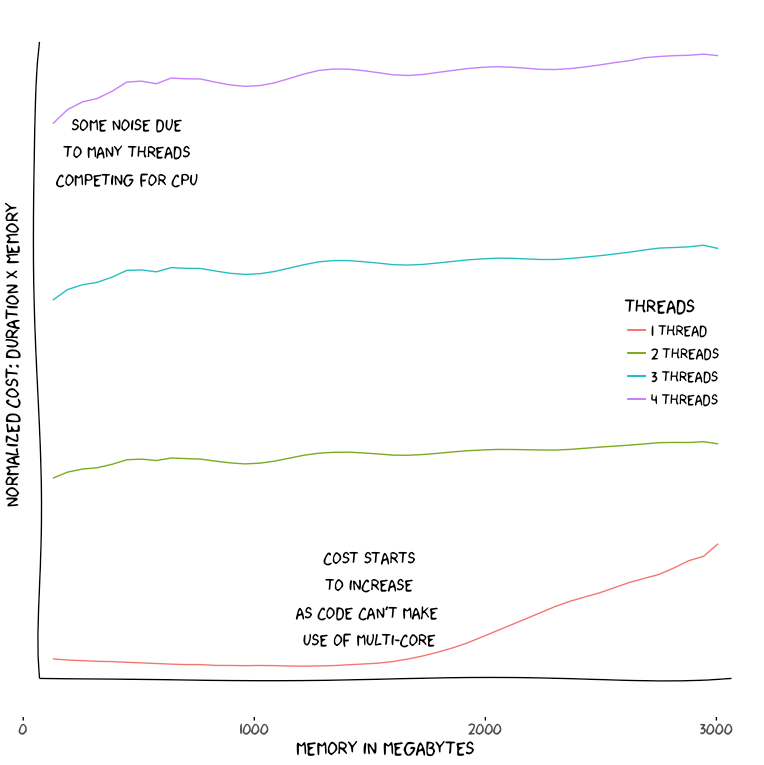 SOME NOISE DUE
TO MANY THREADS
COMPETING FOR CPU
NORMALIZED COST: DURATION X MEMORY
THREADS
1 THREAD
2 THREADS
3 THREADS
4 THREADS
COST STARTS
TO INCREASE
AS CODE CAN'T MAKE
USE OF MULTI-CORE
0
1000
2000
3000
MEMORY IN MEGABYTES